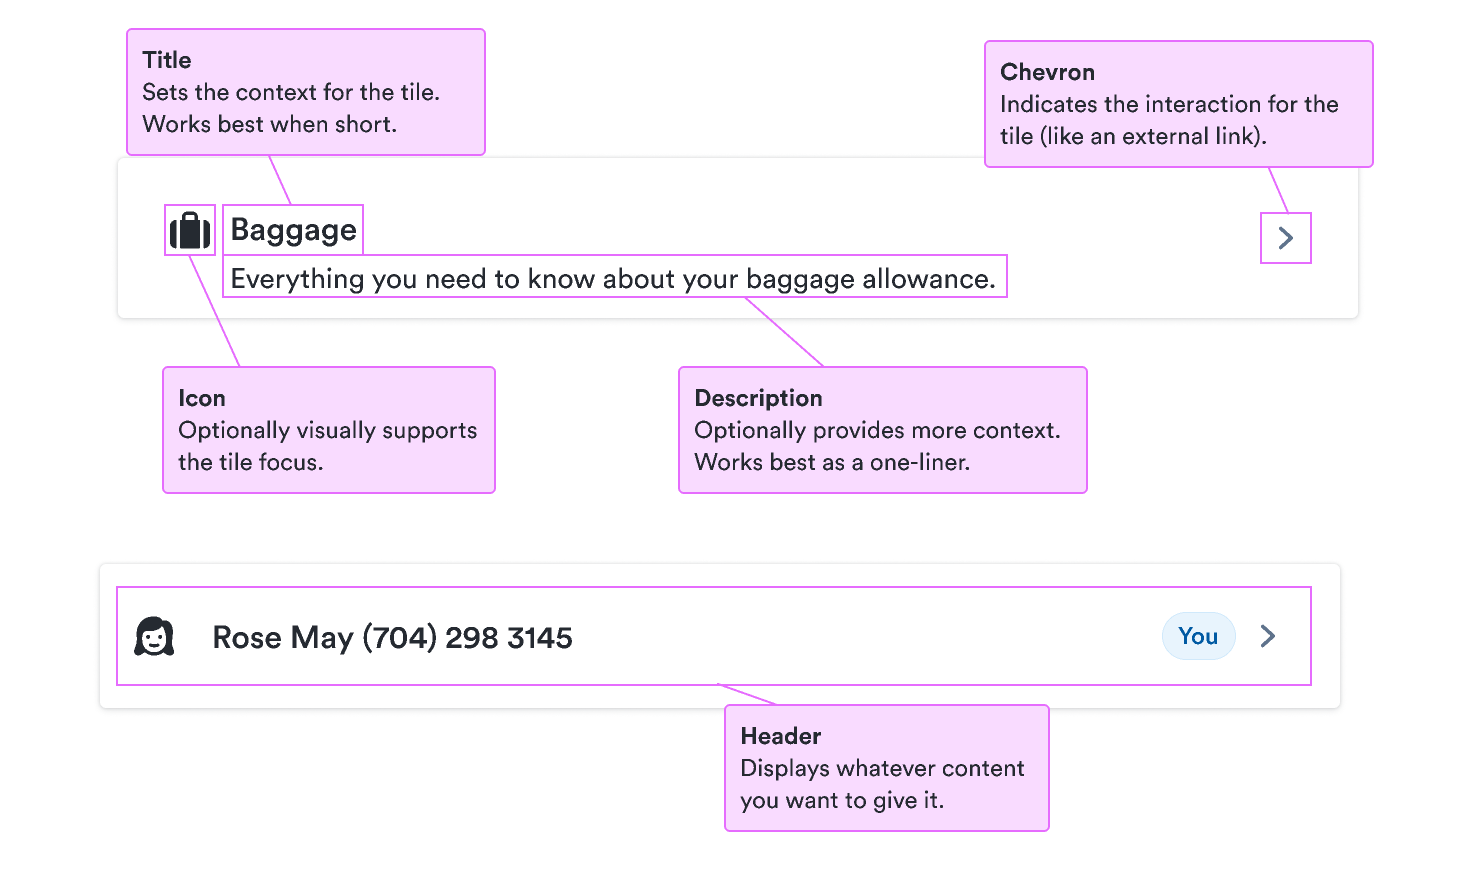 Title
Sets the context for the tile.
Works best when short.
Chevron
Indicates the interaction for the
tile (like an external link).
Baggage
Everything you need to know about your baggage allowance.
Icon
Optionally visually supports
the tile focus.
Description
Optionally provides more context.
Works best as a one-liner.
Rose May (704) 298 3145
You
Header
Displays whatever content
you want to give it.